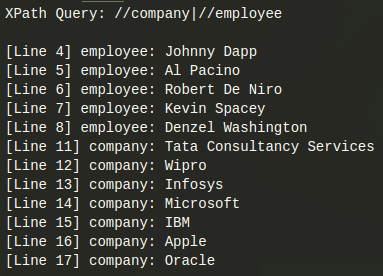 XPath Query: //company|//employee
[Line 4] employee: Johnny Dapp
[Line 5] employee: Al Pacino
[Line 6] employee: Robert De Niro
[Line 7] employee: Kevin Spacey
[Line 8] employee: Denzel Washington
[Line 11] company: Tata Consultancy Services
[Line 12] company: Wipro
[Line 13] company: Infosys
[Line 14] company: Microsoft
[Line 15] company: IBM
[Line 16] company: Apple
[Line 17] company: Oracle